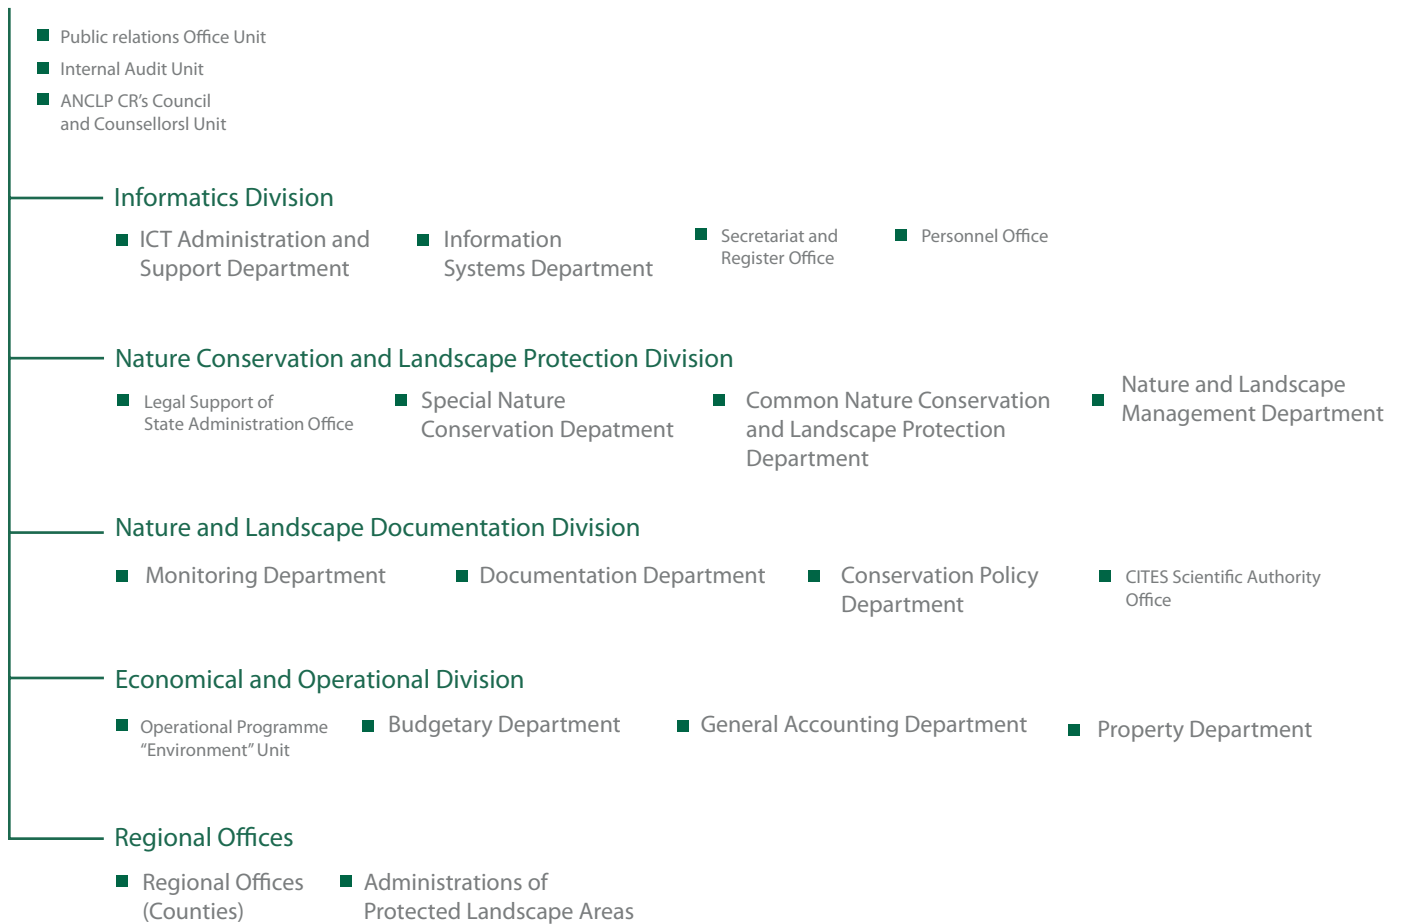 Public relations Office Unit
Internal Audit Unit
ANCLP CR's Council
and Counsellorsl Unit
Informatics Division
ICT Administration and
Support Department
Information
Systems Department
Secretariat and
Register Office
Personnel Office
Nature Conservation and Landscape Protection Division
Legal Support of
State Administration Office
Special Nature
Conservation Depatment
Common Nature Conservation
and Landscape Protection
Department
Nature and Landscape
Management Department
Nature and Landscape Documentation Division
Monitoring Department
Documentation Department
Conservation Policy
Department
CITES Scientific Authority
Office
Economical and Operational Division
Operational Programme
“Environment” Unit
Budgetary Department
General Accounting Department
Property Department
Regional Offices
Regional Offices
(Counties)
Administrations of
Protected Landscape Areas